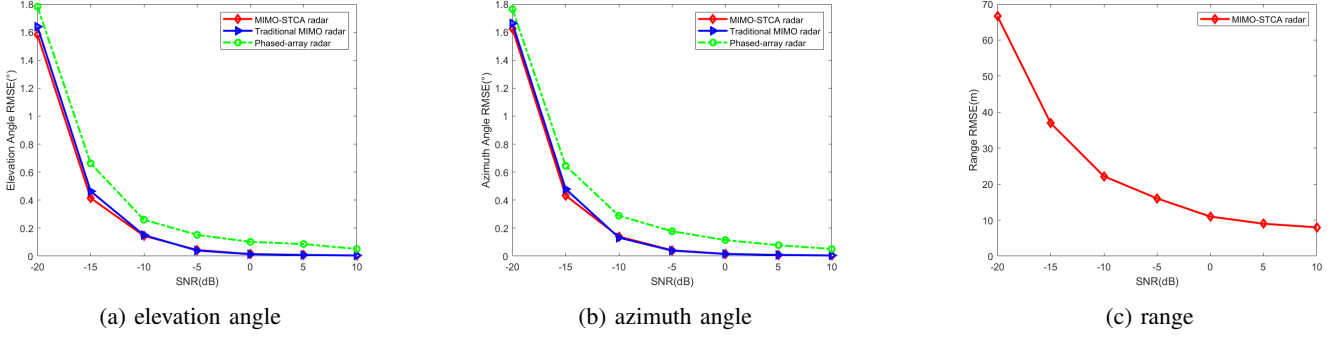 1.8
1.6
1.4
1.2
1
0.8
0.6
0.4
0.2
0
Elevation Angle RMSE(°)
MIMO-STCA radar
Traditional MIMO radar
Phased-array radar
-20 -15 -10 -5 0 5 10
SNR(dB)
(a) elevation angle
1.8
1.6
1.4
1.2
1
0.8
0.6
0.4
0.2
0
Azimuth Angle RMSE(°)
MIMO-STCA radar
Traditional MIMO radar
Phased-array radar
-20 -15 -10 -5 0 5 10
SNR(dB)
(b) azimuth angle
70
60
50
40
30
20
10
0
Range RMSE(m)
MIMO-STCA radar
-20 -15 -10 -5 0 5 10
SNR(dB)
(c) range